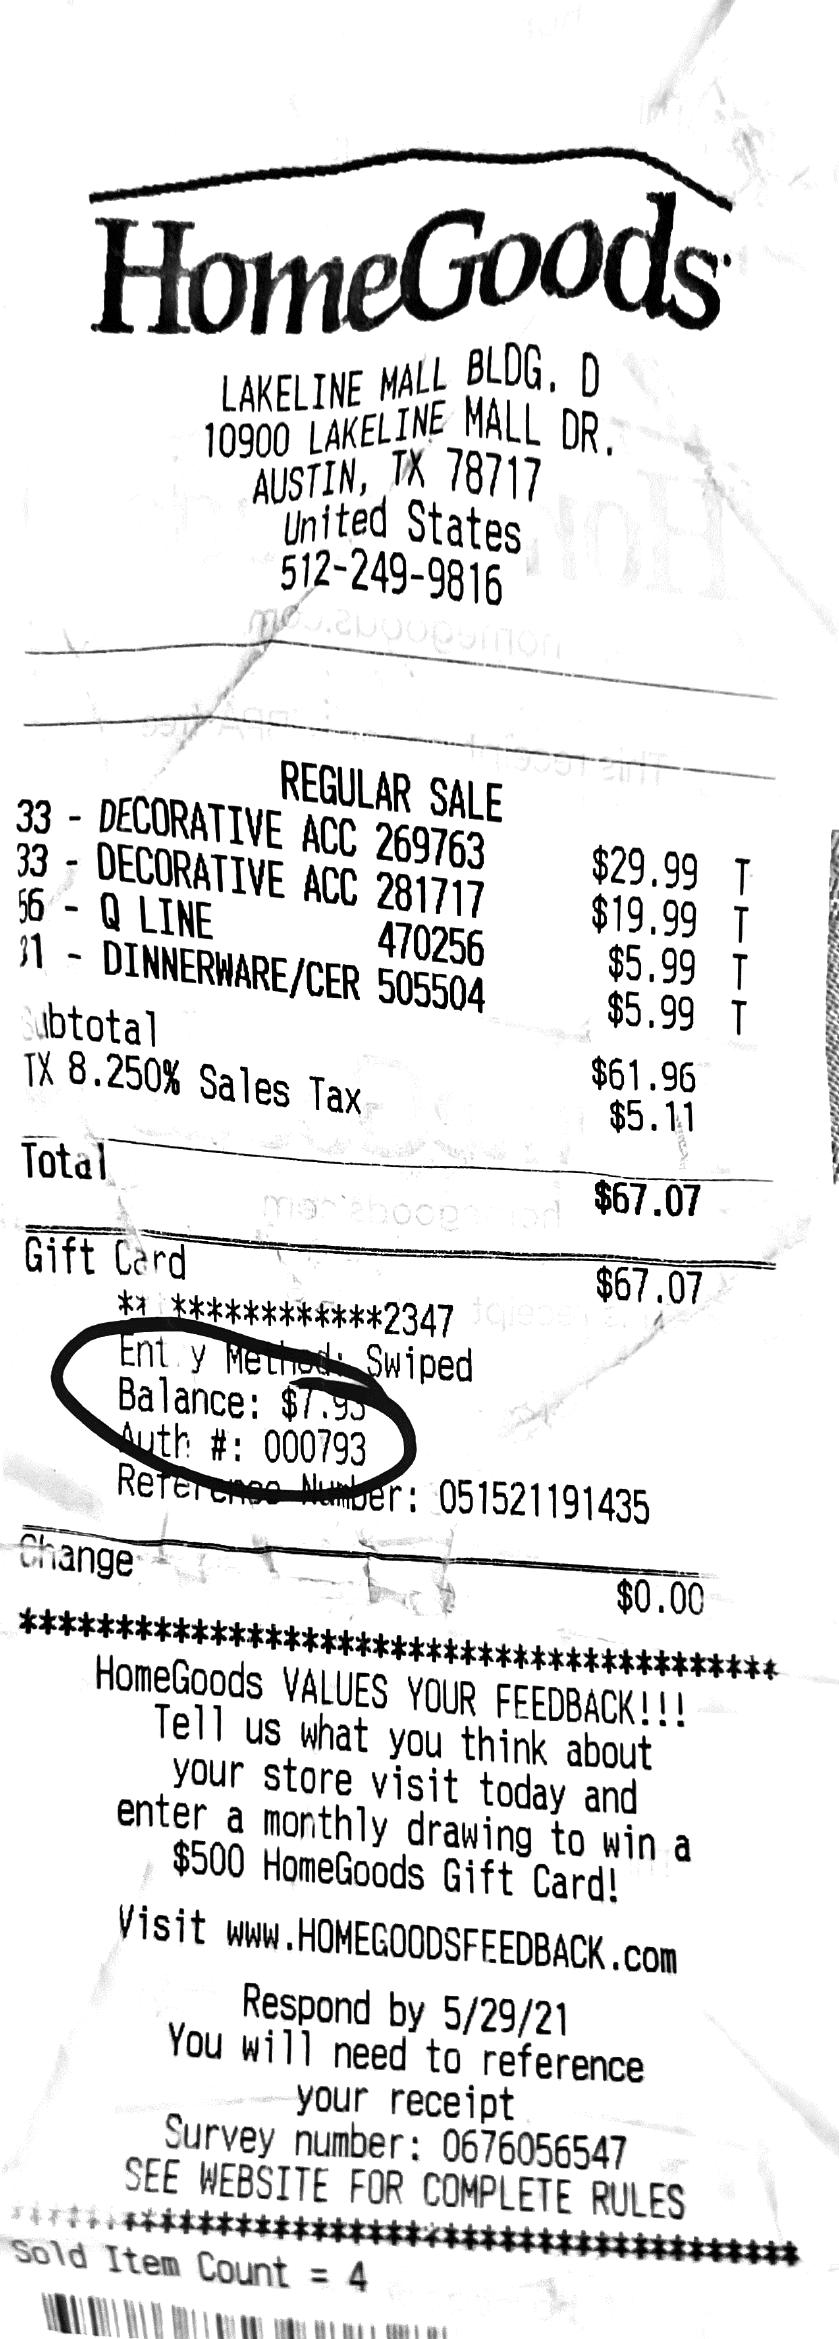 HomeGoods
LAKELINE MALL BLDG. D
10900 LAKELINE MALL DR.
AUSTIN, TX 78717
United States
512-249-9816
REGULAR SALE
33 - DECORATIVE ACC 269763 $29.99 T
33 - DECORATIVE ACC 281717 $19.99 T
56 - Q LINE 470256 $5.99 T
31 - DINNERWARE/CER 505504 $5.99 T
Subtotal $61.96
TX 8.250% Sales Tax $5.11
Total $67.07
Gift Card $67.07
** ************2347
Entry Method: Swiped
Balance: $7.93
Auth #: 000793
Reference Number: 051521191435
Change $0.00
HomeGoods VALUES YOUR FEEDBACK!!!
Tell us what you think about
your store visit today and
enter a monthly drawing to win a
$500 HomeGoods Gift Card!
Visit www.HOMEGOODSFEEDBACK.com
Respond by 5/29/21
You will need to reference
your receipt
Survey number: 0676056547
SEE WEBSITE FOR COMPLETE RULES
Sold Item Count = 4